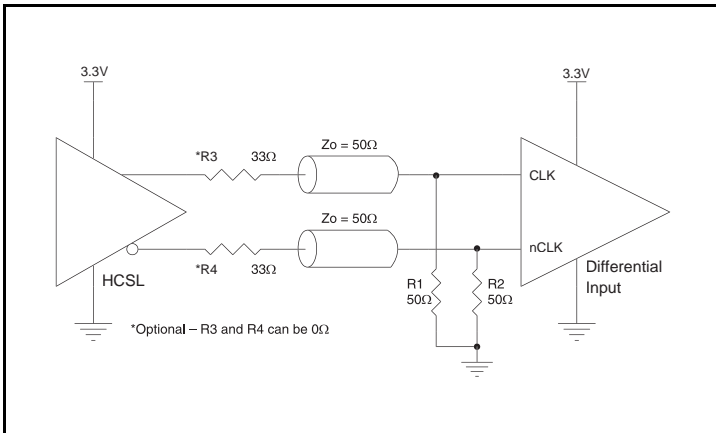 3.3V
3.3V
*R3 33Ω
Zo = 50Ω
CLK
Zo = 50Ω
nCLK
*R4 33Ω
HCSL
R1
50Ω
R2
50Ω
Differential
Input
*Optional – R3 and R4 can be 0Ω